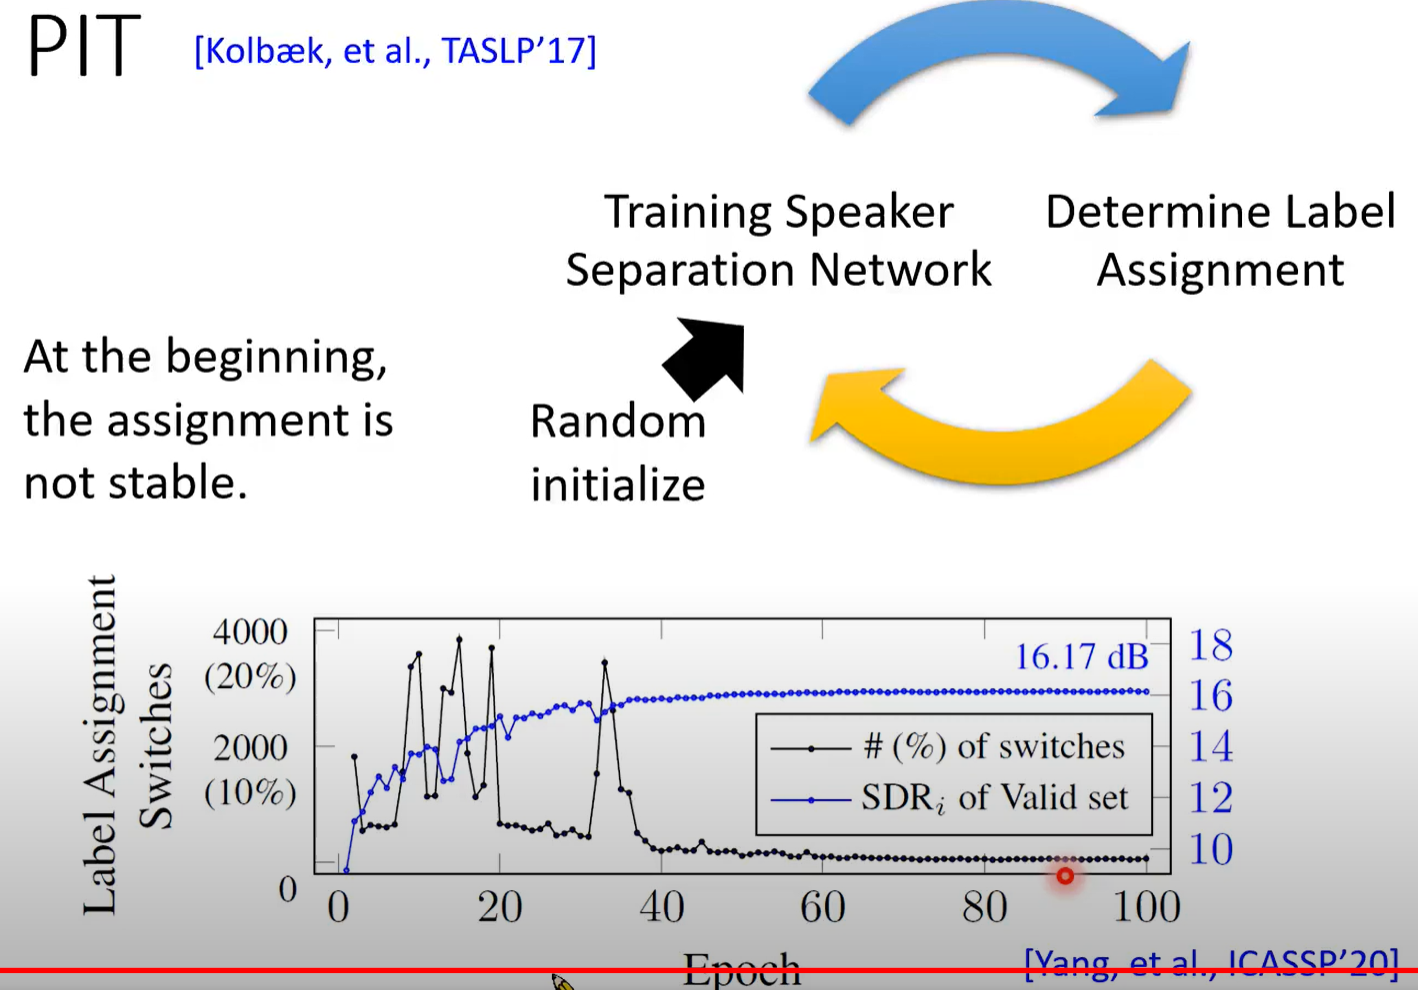 PIT
[Kolbæk, et al., TASLP’17]
Training Speaker
Separation Network
Determine Label
Assignment
At the beginning,
the assignment is
not stable.
Random
initialize
Label Assignment
Switches
4000
(20%)
2000
(10%)
0
16.17 dB
# (%) of switches
SDRi of Valid set
18
16
14
12
10
0 20 40 60 80 100
Epoch
[Yang, et al., ICASSP’20]